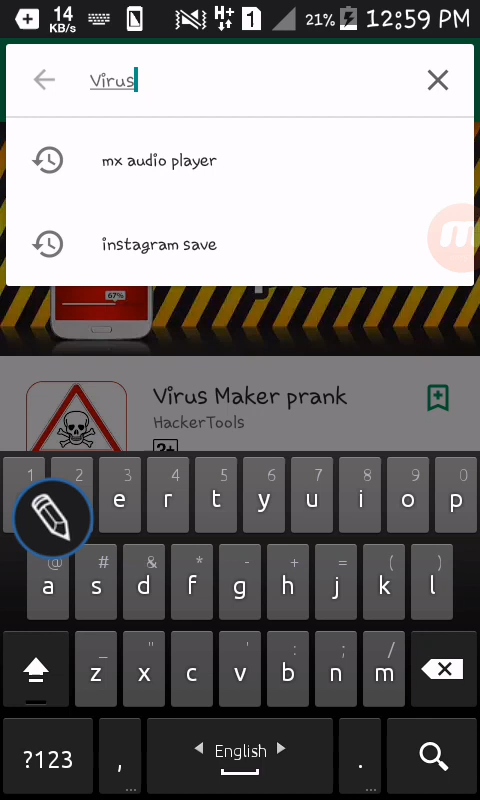 14
KB/s
H+
1
21%
12:59 PM
Virus
mx audio player
instagram save
67%
Virus Maker prank
HackerTools
3+
1 2 3 4 5 6 7 8 9 0
e r t y u i o p
@ # & * - + = ( )
a s d f g h j k l
_ " ' : ; /
z x c v b n m
?123 , English . 
... ...